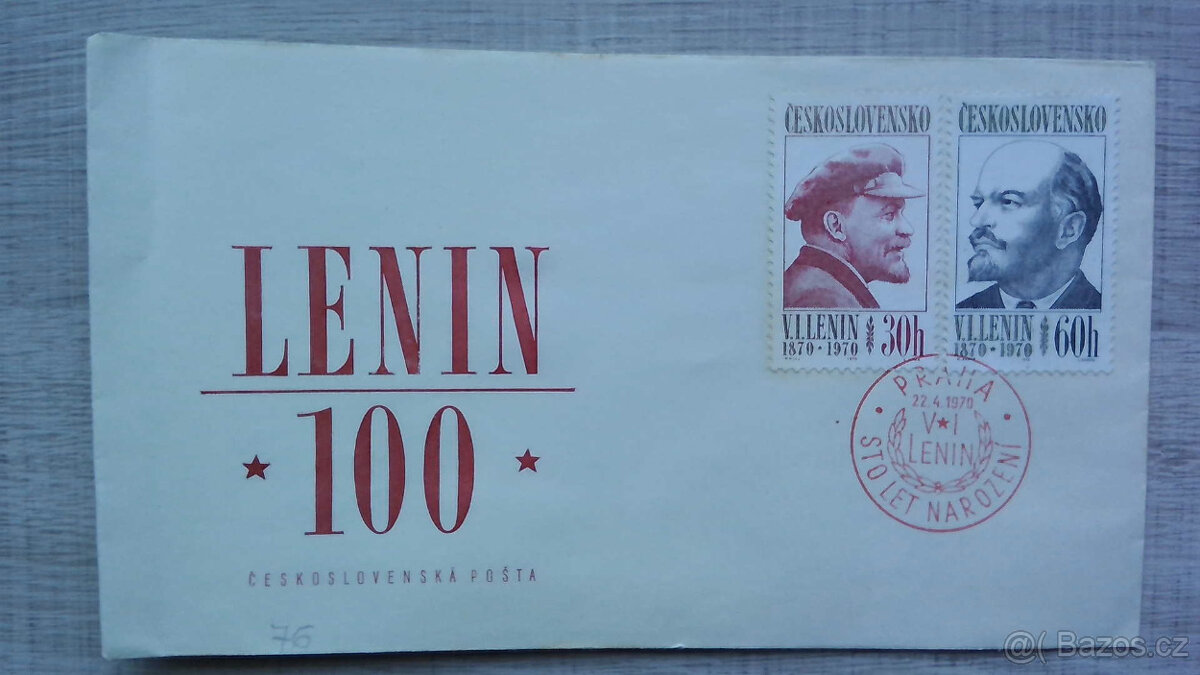 LENIN
100
ČESKOSLOVENSKÁ POŠTA
76
ČESKOSLOVENSKO
V.I.LENIN
1870 · 1970
30h
ČESKOSLOVENSKO
V.I.LENIN
1870 · 1970
60h
PRAHA
22.4.1970
V★I
LENIN
STO LET NAROZENÍ
@( Bazos.cz